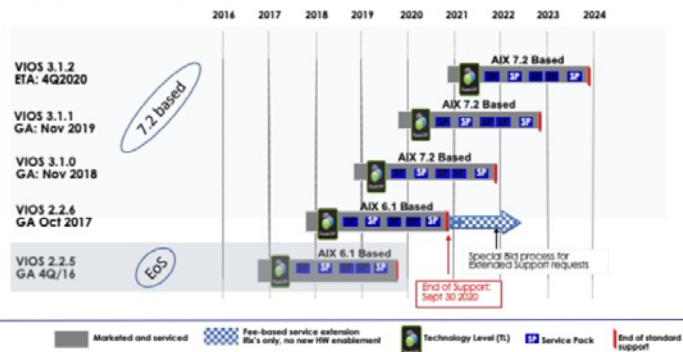 2016 2017 2018 2019 2020 2021 2022 2023 2024
VIOS 3.1.2
ETA: 4Q2020
AIX 7.2 Based
SP SP
7.2 based
VIOS 3.1.1
GA: Nov 2019
AIX 7.2 Based
SP SP
VIOS 3.1.0
GA: Nov 2018
AIX 7.2 Based
SP SP
VIOS 2.2.6
GA Oct 2017
AIX 6.1 Based
SP SP
VIOS 2.2.5
GA 4Q/16
EoS
AIX 6.1 Based
SP SP
End of Support:
Sept 30 2020
Special Bid process for
Extended Support requests
Marketed and serviced
Fee-based service extension
Ifix's only, no new HW enablement
Technology Level (TL)
SP Service Pack
End of standard
support